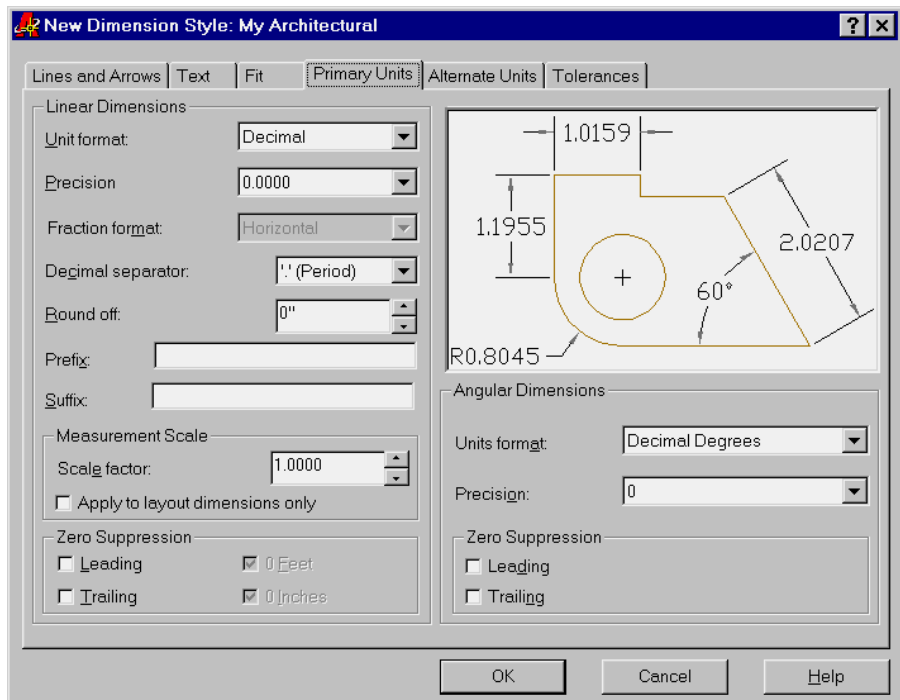 New Dimension Style: My Architectural
Lines and Arrows Text Fit Primary Units Alternate Units Tolerances
Linear Dimensions
Unit format: Decimal
Precision 0.0000
Fraction format: Horizontal
Decimal separator: '.' (Period)
Round off: 0"
Prefix:
Suffix:
Measurement Scale
Scale factor: 1.0000
Apply to layout dimensions only
Zero Suppression
Leading 0 Feet
Trailing 0 Inches
1.0159
1.1955
2.0207
60°
R0.8045
Angular Dimensions
Units format: Decimal Degrees
Precision: 0
Zero Suppression
Leading
Trailing
OK Cancel Help